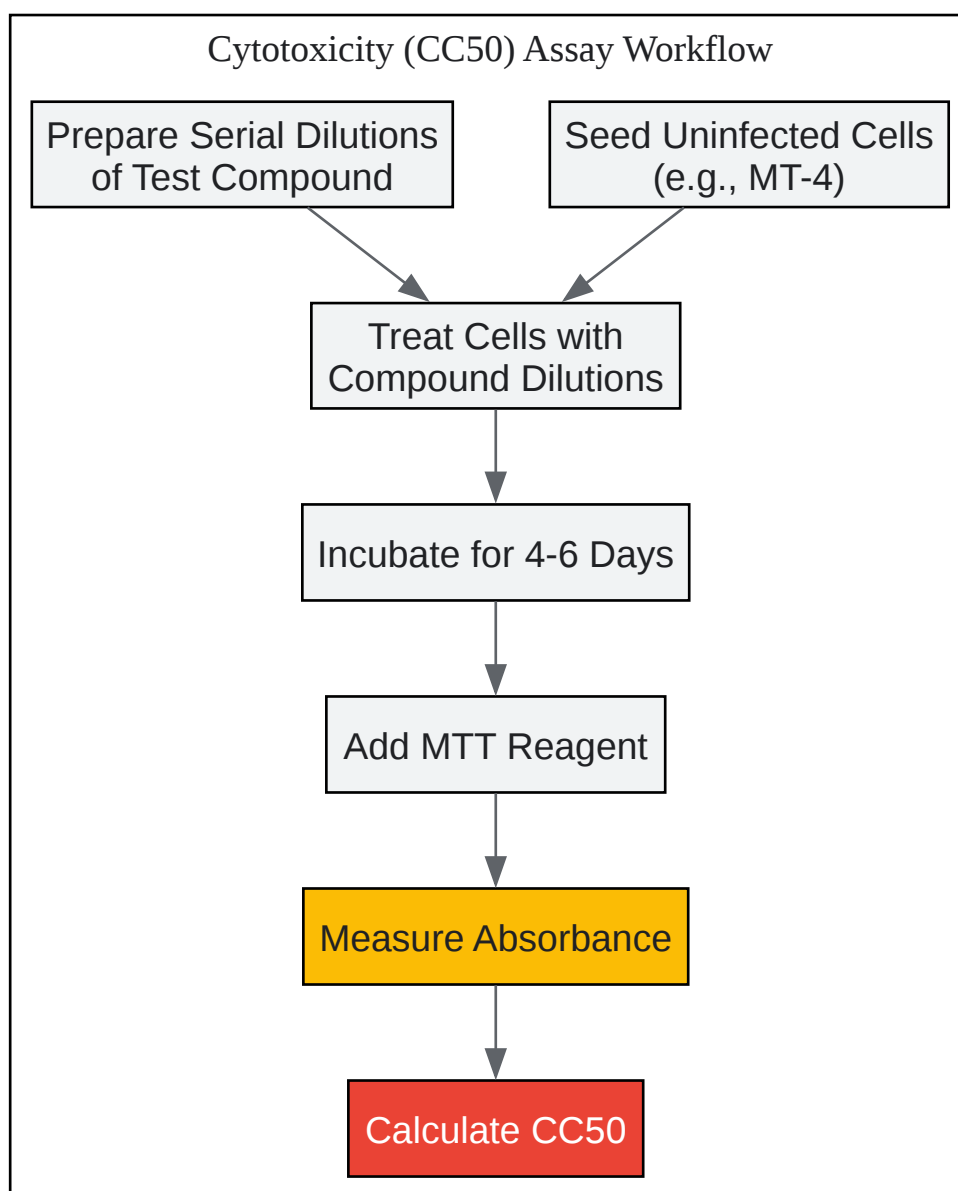 Cytotoxicity (CC50) Assay Workflow
Prepare Serial Dilutions
of Test Compound
Seed Uninfected Cells
(e.g., MT-4)
Treat Cells with
Compound Dilutions
Incubate for 4-6 Days
Add MTT Reagent
Measure Absorbance
Calculate CC50